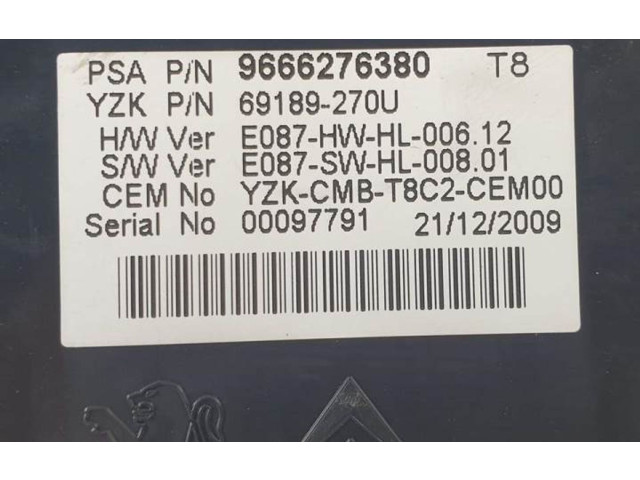 PSA P/N 9666276380 T8
YZK P/N 69189-270U
H/W Ver E087-HW-HL-006.12
S/W Ver E087-SW-HL-008.01
CEM No YZK-CMB-T8C2-CEM00
Serial No 00097791 21/12/2009